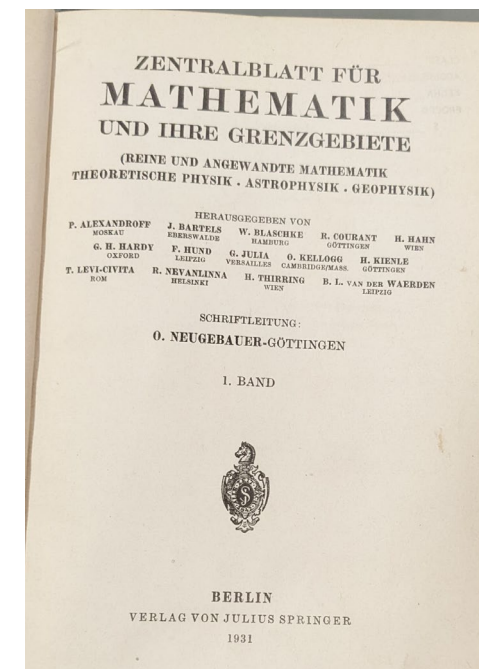 ZENTRALBLATT FÜR
MATHEMATIK
UND IHRE GRENZGEBIETE
(REINE UND ANGEWANDTE MATHEMATIK
THEORETISCHE PHYSIK . ASTROPHYSIK . GEOPHYSIK)
HERAUSGEGEBEN VON
P. ALEXANDROFF J. BARTELS W. BLASCHKE R. COURANT H. HAHN
MOSKAU EBERSWALDE HAMBURG GÖTTINGEN WIEN
G. H. HARDY F. HUND G. JULIA O. KELLOGG H. KIENLE
OXFORD LEIPZIG VERSAILLES CAMBRIDGE/MASS. GÖTTINGEN
T. LEVI-CIVITA R. NEVANLINNA H. THIRRING B. L. VAN DER WAERDEN
ROM HELSINKI WIEN LEIPZIG
SCHRIFTLEITUNG:
O. NEUGEBAUER-GÖTTINGEN
1. BAND
BERLIN
VERLAG VON JULIUS SPRINGER
1931